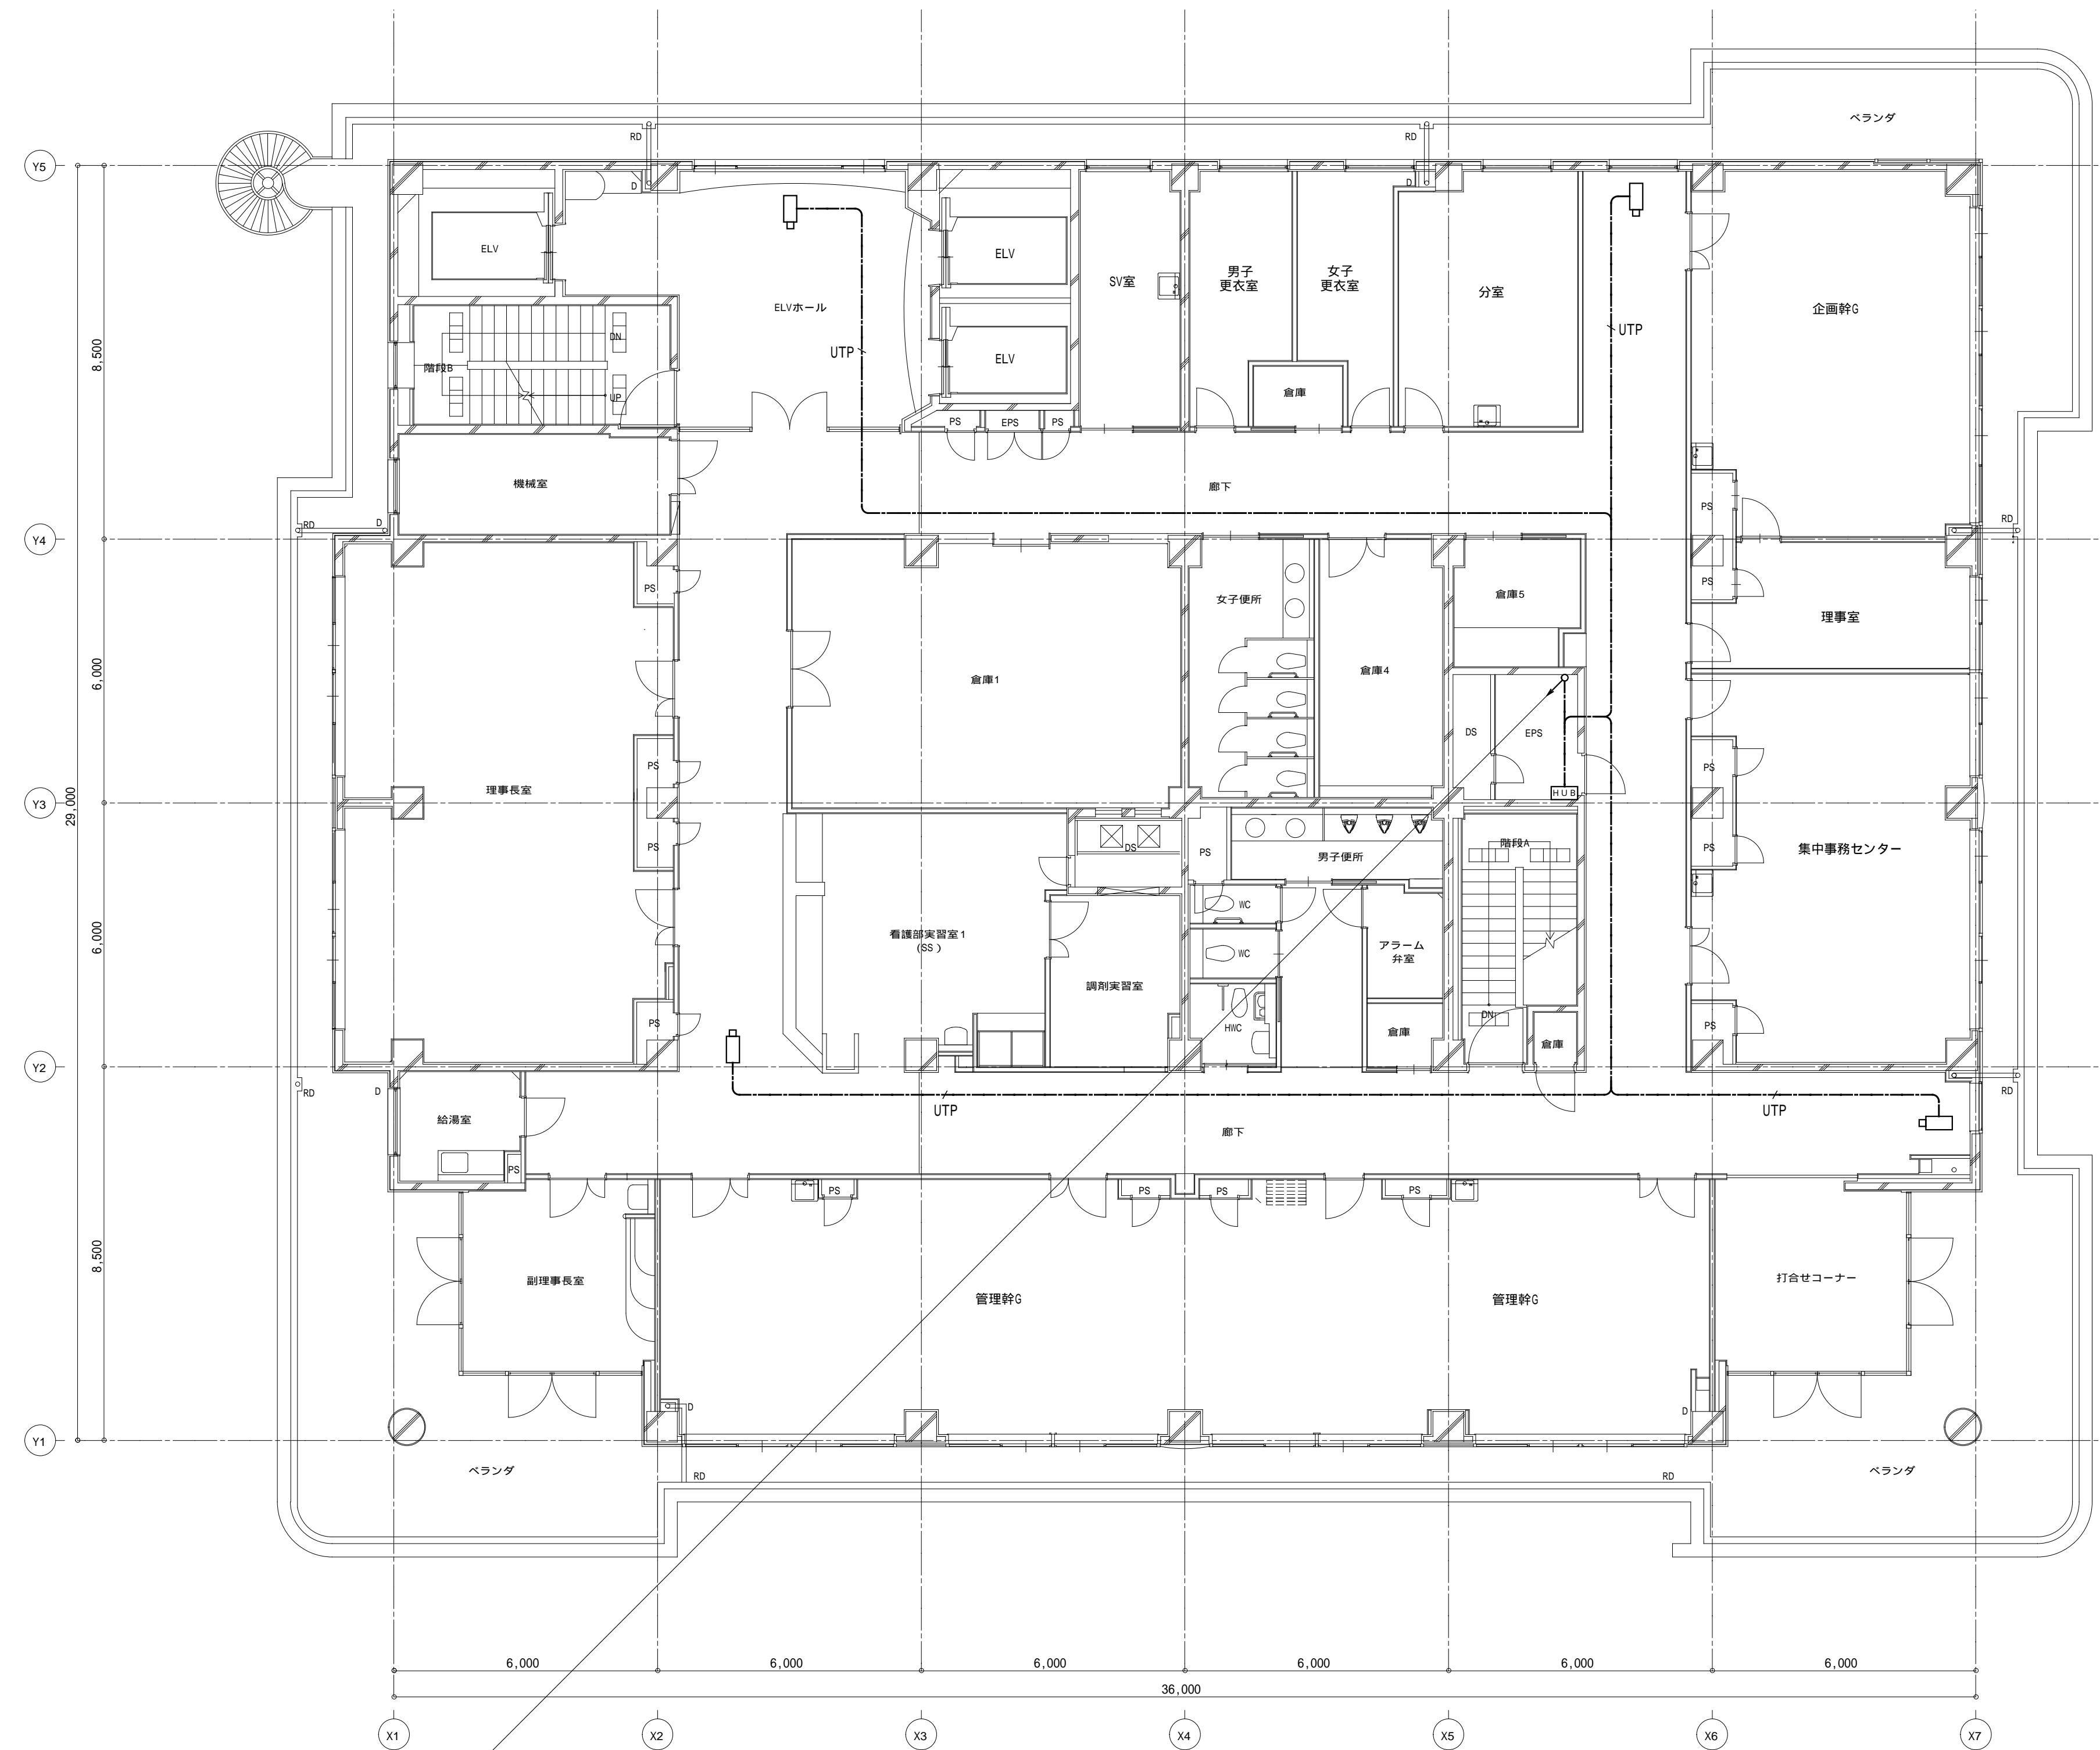 ベランダ
RD
RD
Y5
D
D
ELV
ELV
ELVホール
SV室
男子
更衣室
女子
更衣室
分室
企画幹G
UTP
DN
8,500
UTP
ELV
階段B
UP
倉庫
PS
EPS
PS
機械室
廊下
PS
RD
D
RD
Y4
PS
PS
女子便所
倉庫5
理事室
6,000
倉庫1
倉庫4
DS
EPS
PS
PS
理事長室
HUB
Y3
29,000
PS
DS
PS
男子便所
階段A
PS
集中事務センター
WC
6,000
看護部実習室1
(SS)
アラーム
弁室
WC
調剤実習室
DN
PS
HWC
倉庫
倉庫
PS
Y2
RD
D
RD
UTP
UTP
給湯室
廊下
PS
PS
PS
PS
PS
8,500
副理事長室
管理幹G
管理幹G
打合せコーナー
D
D
Y1
ベランダ
RD
RD
ベランダ
6,000
6,000
6,000
6,000
6,000
6,000
36,000
X1
X2
X3
X4
X5
X6
X7